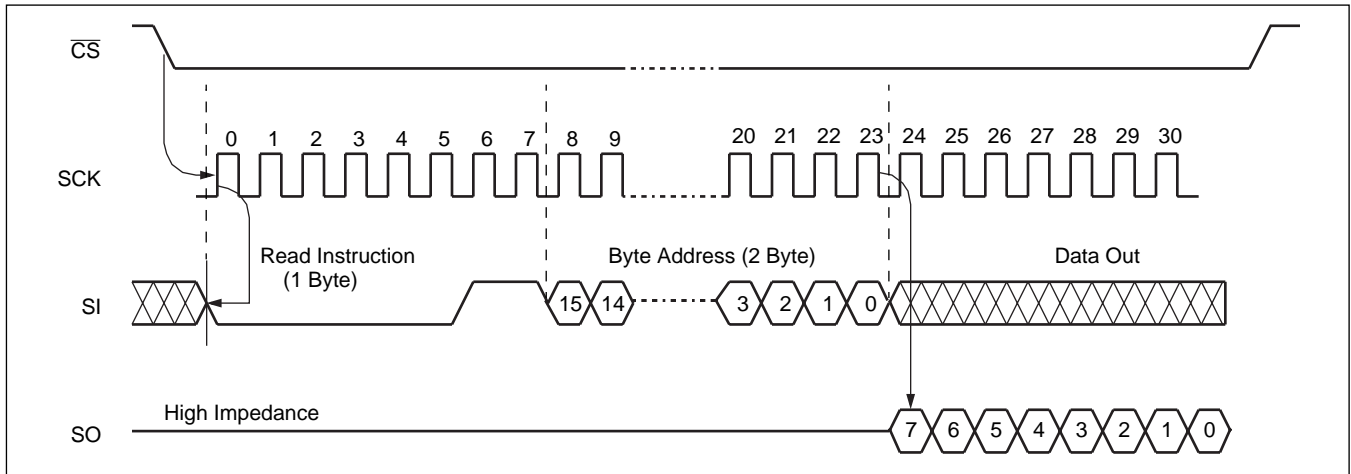 CS
0 1 2 3 4 5 6 7 8 9 20 21 22 23 24 25 26 27 28 29 30
SCK
Read Instruction
(1 Byte)
Byte Address (2 Byte)
Data Out
SI
15 14 3 2 1 0
High Impedance
SO
7 6 5 4 3 2 1 0